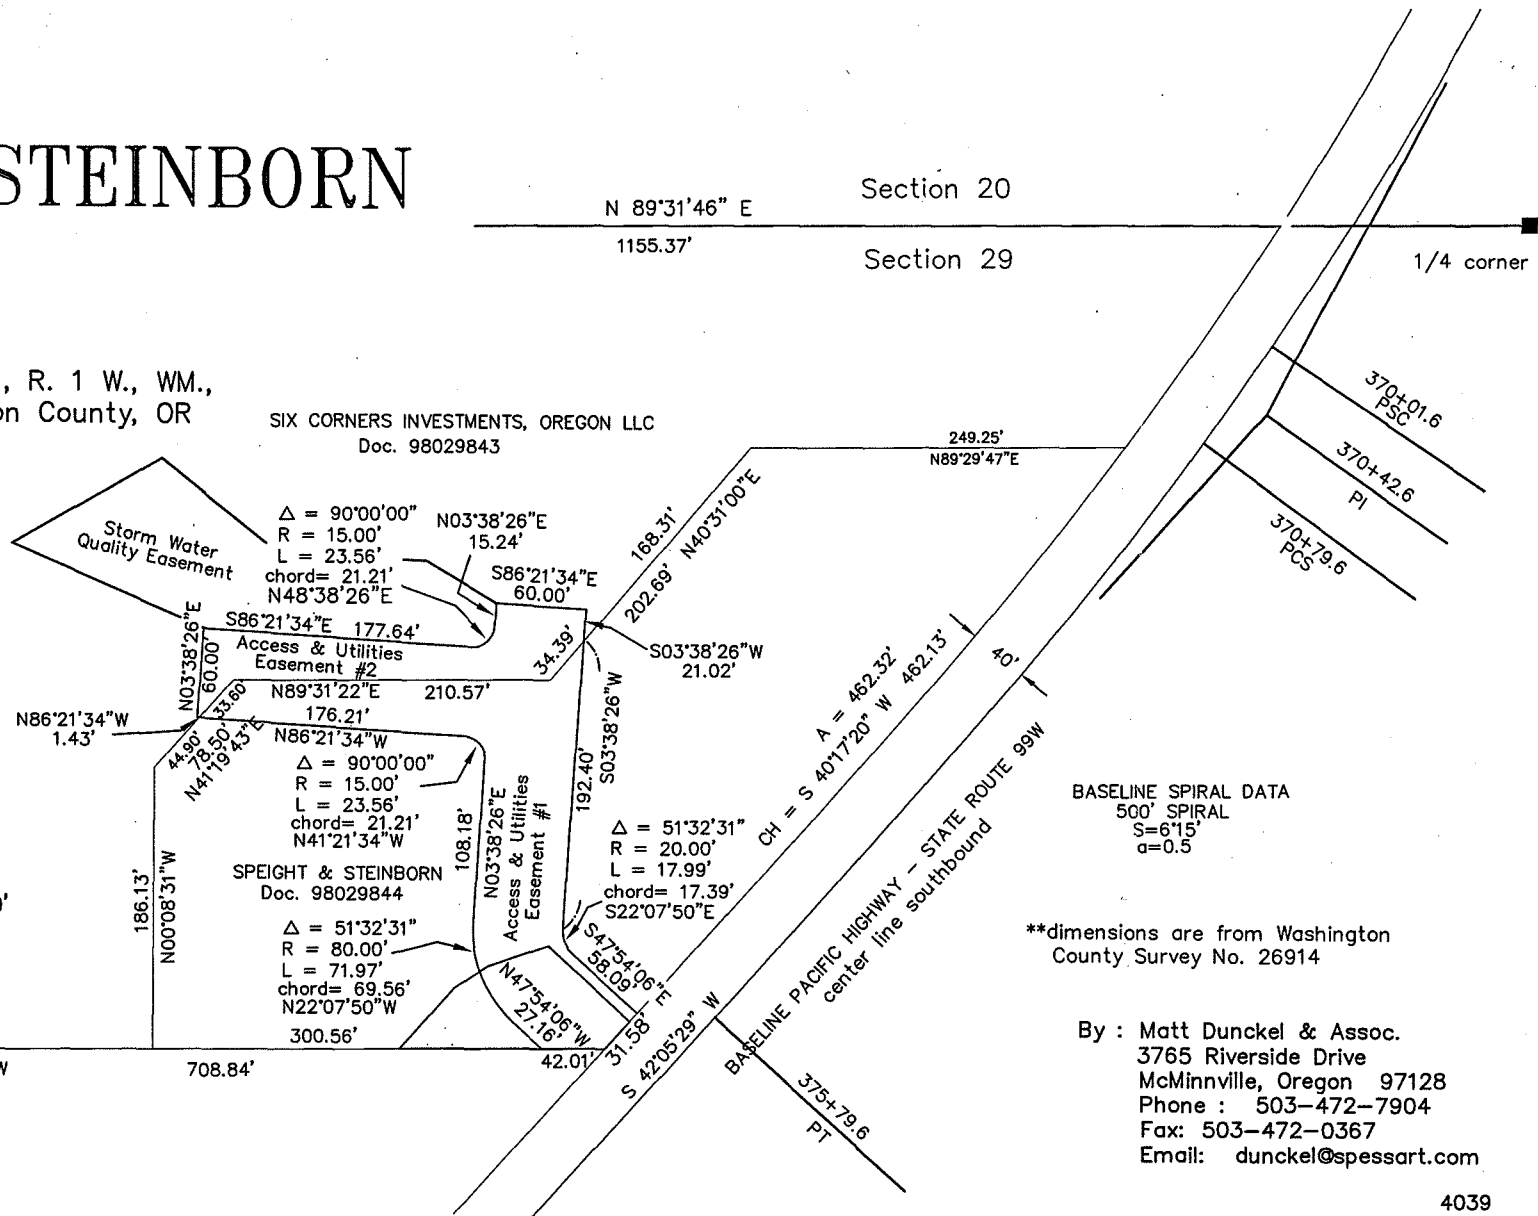 STEINBORN
N 89°31'46" E
1155.37'
Section 20
Section 29
1/4 corner
, R. 1 W., WM.,
on County, OR
SIX CORNERS INVESTMENTS, OREGON LLC
Doc. 98029843
249.25'
N89°29'47"E
370+01.6
PSC
370+42.6
PI
370+79.6
PCS
Storm Water
Quality Easement
Δ = 90°00'00"
R = 15.00'
L = 23.56'
chord= 21.21'
N48°38'26"E
N03°38'26"E
15.24'
S86°21'34"E
60.00'
168.31'
202.69' N40°31'00"E
S86°21'34"E 177.64'
Access & Utilities
Easement #2
N03°38'26"E
60.00'
34.39'
S03°38'26"W
21.02'
N89°31'22"E 210.57'
33.60'
176.21'
N86°21'34"W
N86°21'34"W
1.43'
44.90'
78.50'
N41°19'43"E
Δ = 90°00'00"
R = 15.00'
L = 23.56'
chord= 21.21'
N41°21'34"W
S03°38'26"W
192.40'
108.18'
N03°38'26"E
Access & Utilities
Easement #1
A = 462.32'
CH = S 40°17'20" W 462.13'
40'
BASELINE PACIFIC HIGHWAY – STATE ROUTE 99W
center line southbound
BASELINE SPIRAL DATA
500' SPIRAL
S=6°15'
a=0.5
Δ = 51°32'31"
R = 20.00'
L = 17.99'
chord= 17.39'
S22°07'50"E
186.13'
N00°08'31"W
SPEIGHT & STEINBORN
Doc. 98029844
Δ = 51°32'31"
R = 80.00'
L = 71.97'
chord= 69.56'
N22°07'50"W
S47°54'06"E
58.09'
N47°54'06"W
27.16'
300.56'
42.01'
31.58'
708.84'
S 42°05'29" W
375+79.6
PT
**dimensions are from Washington
County Survey No. 26914
By : Matt Dunckel & Assoc.
3765 Riverside Drive
McMinnville, Oregon 97128
Phone : 503–472–7904
Fax: 503–472–0367
Email: dunckel@spessart.com
4039